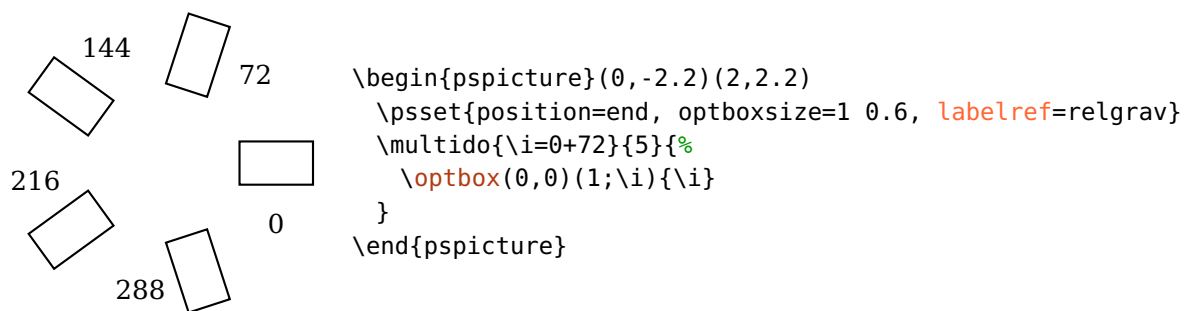 144
72
216
0
288
\begin{pspicture}(0,-2.2)(2,2.2)
\psset{position=end, optboxsize=1 0.6, labelref=relgrav}
\multido{\i=0+72}{5}{%
\optbox(0,0)(1;\i){\i}
}
\end{pspicture}